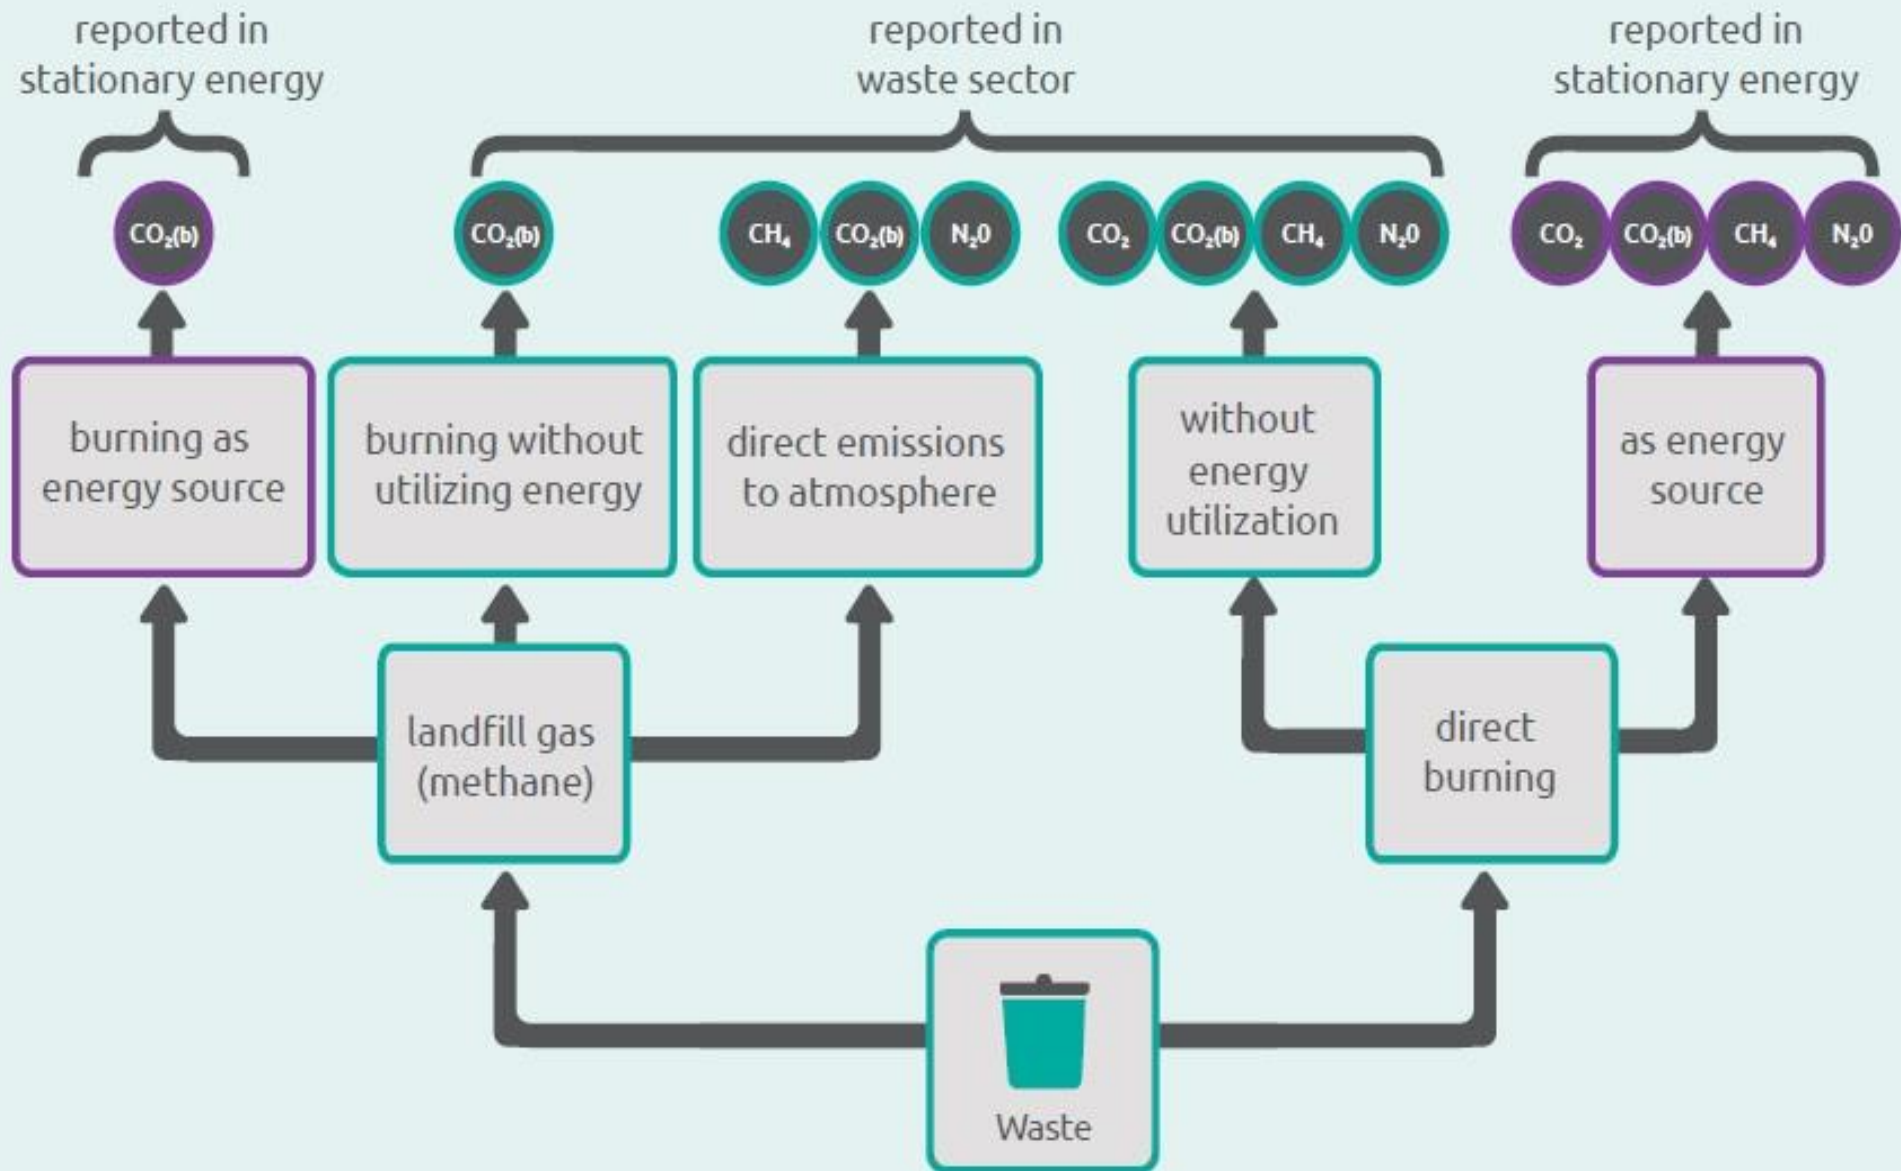 reported in
stationary energy
reported in
waste sector
reported in
stationary energy
CO₂(b)
CO₂(b)
CH₄ CO₂(b) N₂0
CO₂ CO₂(b) CH₄ N₂0
CO₂ CO₂(b) CH₄ N₂0
burning as
energy source
burning without
utilizing energy
direct emissions
to atmosphere
without
energy
utilization
as energy
source
landfill gas
(methane)
direct
burning
Waste